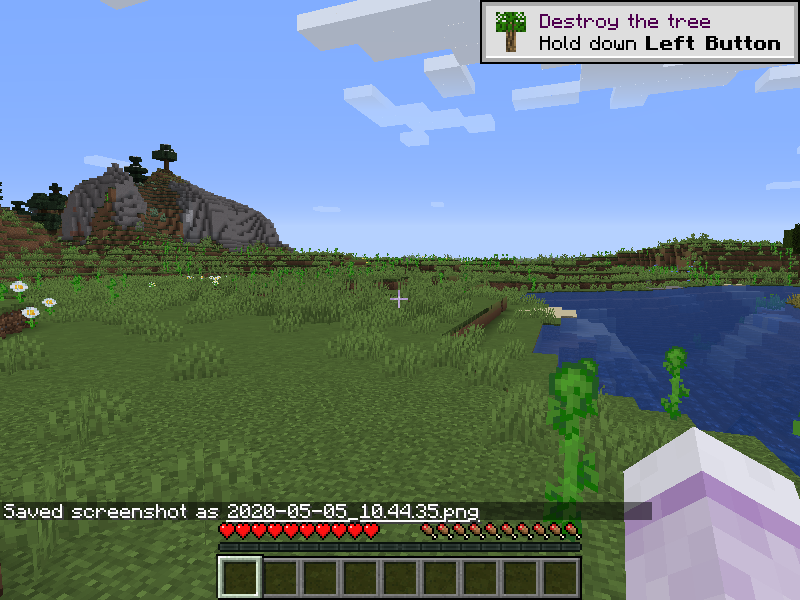 Destroy the tree
Hold down Left Button
Saved screenshot as 2020-05-05_10.44.35.png